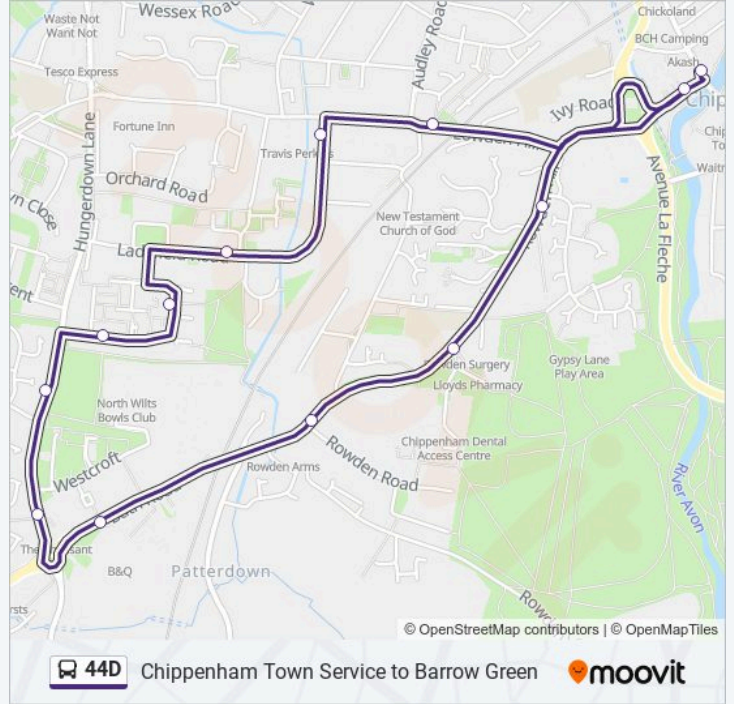 Waste Not
Want Not
Wessex Road
Audley Road
Chickoland
BCH Camping
Akash
Tesco Express
Ivy Road
Chip
Fortune Inn
Hungerdown Lane
Travis Perkins
Orchard Road
yn Close
New Testament
Church of God
Avenue La Fleche
Gypsy Lane
Play Area
Lloyds Pharmacy
North Wilts
Bowls Club
Chippenham Dental
Access Centre
Westcroft
Rowden Arms
Rowden Road
River Avon
B&Q
Patterdown
© OpenStreetMap contributors | © OpenMapTiles
44D Chippenham Town Service to Barrow Green moovit